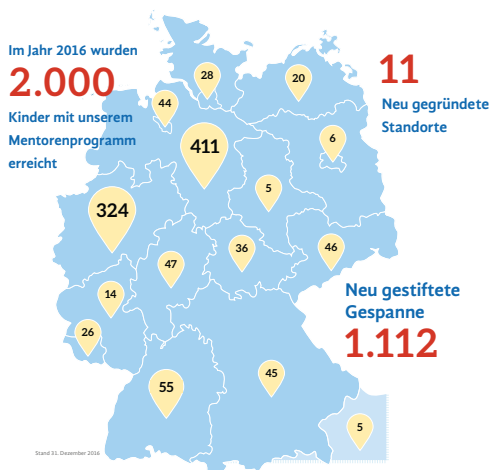 Im Jahr 2016 wurden
2.000
Kinder mit unserem
Mentorenprogramm
erreicht
11
Neu gegründete
Standorte
28
20
44
411
6
5
324
36
46
47
14
26
Neu gestiftete
Gespanne
1.112
55
45
5
Stand 31. Dezember 2016